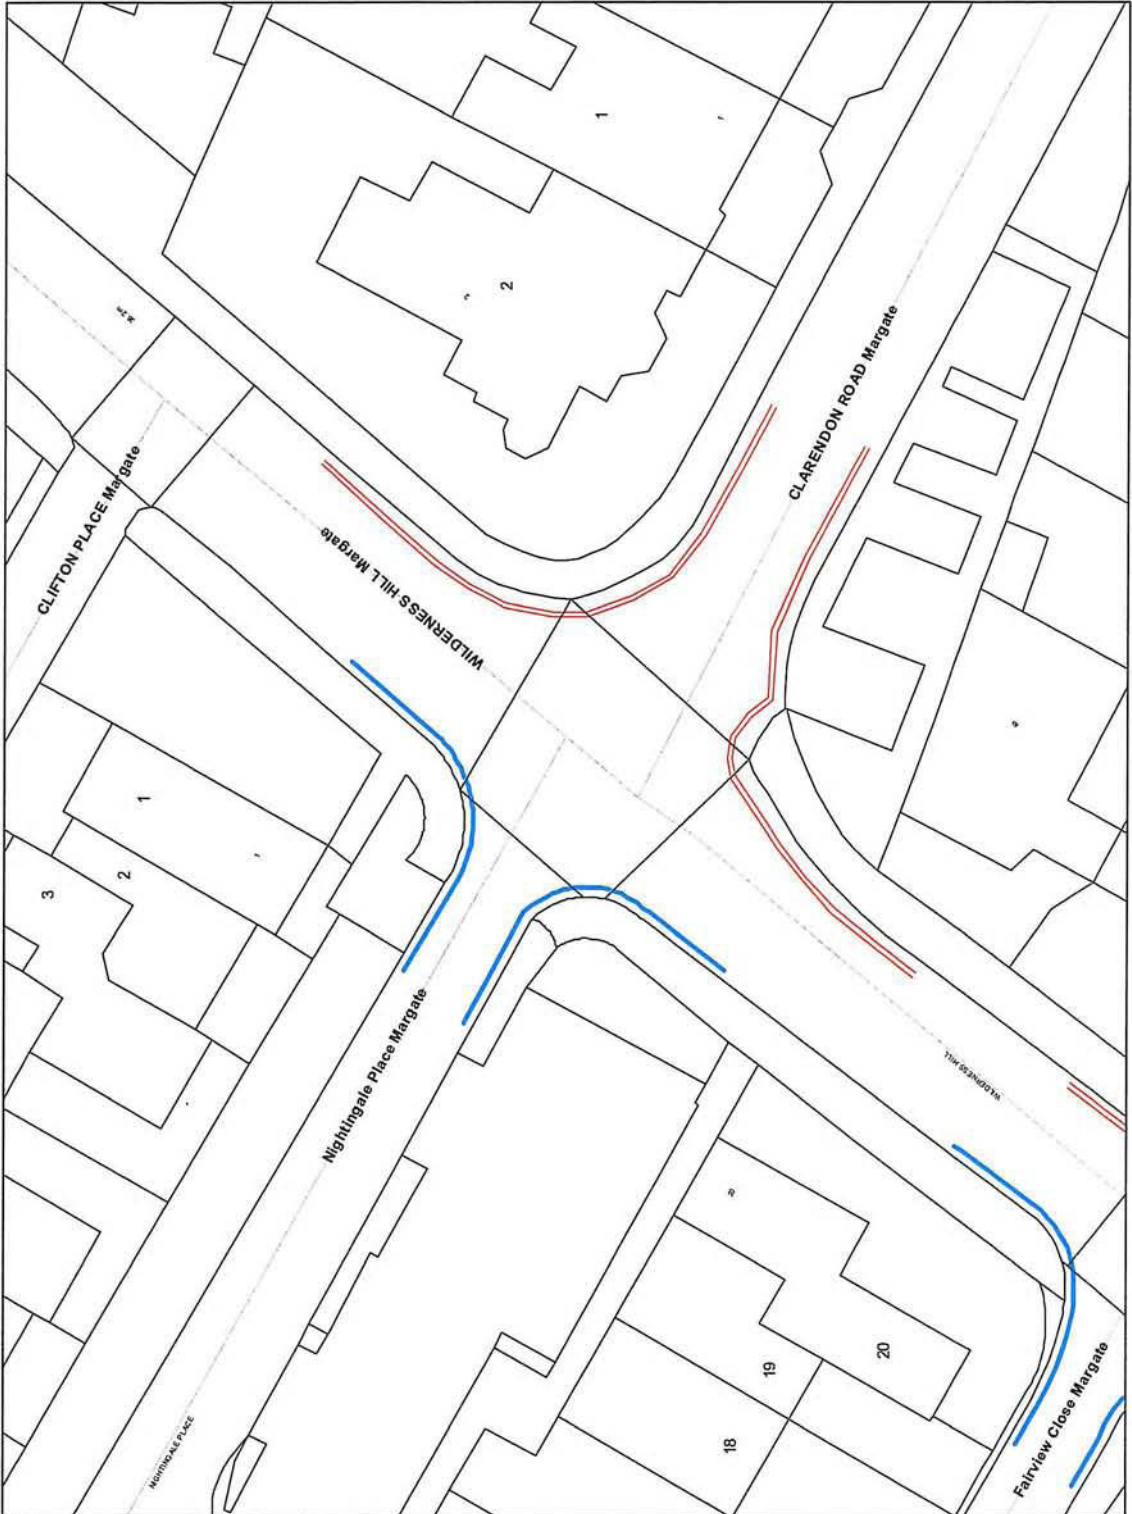 1
2
CLARENDON ROAD Margate
CLIFTON PLACE Margate
WILDERNESS HILL Margate
1
2
3
Nightingale Place Margate
WILDERNESS HILL
20
19
18
Fairview Close Margate
NIGHTINGALE PLACE